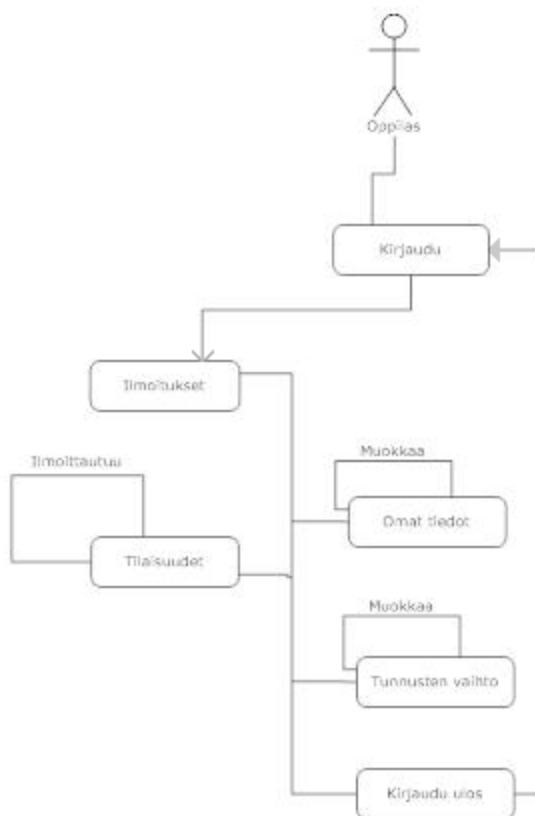 Oppilas
Kirjaudu
Ilmoitukset
Ilmoittautuu
Muokkaa
Omat tiedot
Tilaisuudet
Muokkaa
Tunnusten vaihto
Kirjaudu ulos